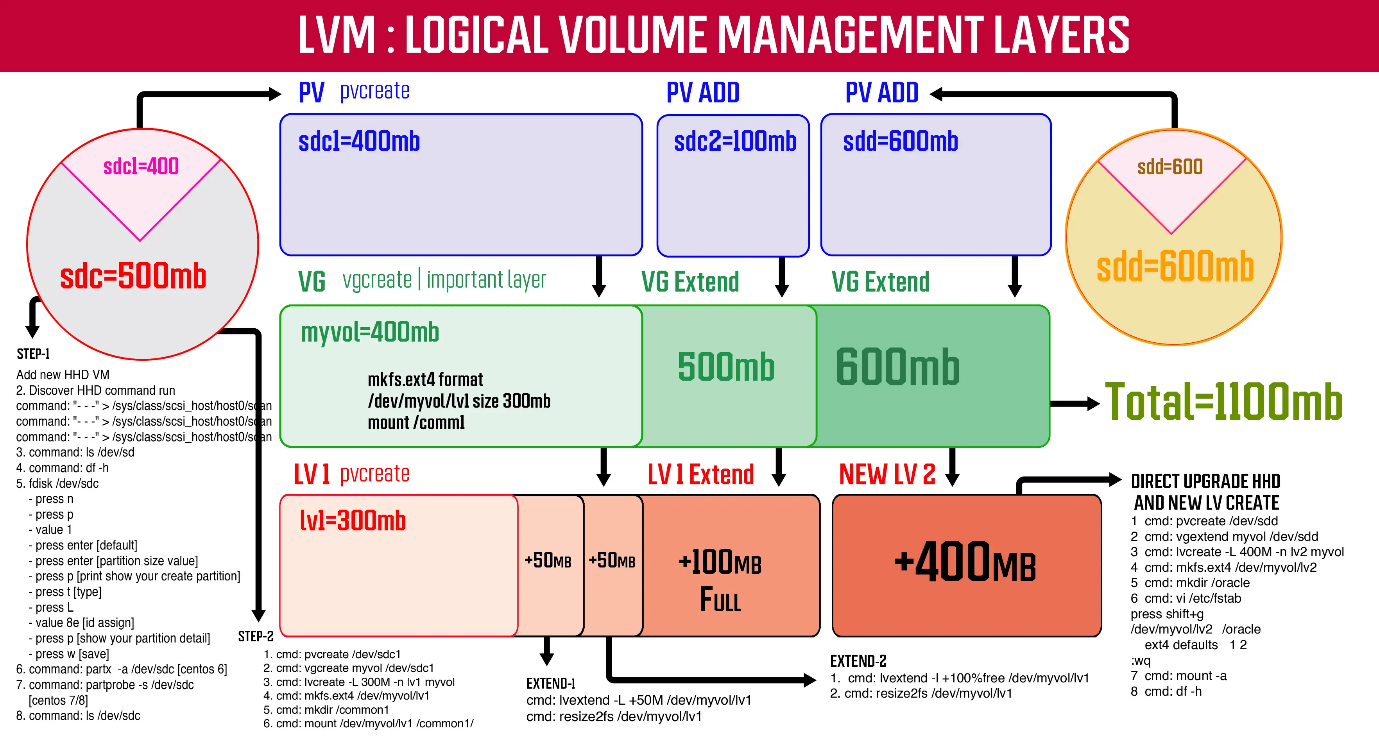 LVM : LOGICAL VOLUME MANAGEMENT LAYERS
PV pvcreate
PV ADD
PV ADD
sdc1=400mb
sdc2=100mb
sdd=600mb
sdc1=400
sdc=500mb
sdd=600
sdd=600mb
VG vgcreate | important layer
VG Extend
VG Extend
myvol=400mb
mkfs.ext4 format
/dev/myvol/lv1 size 300mb
mount /comm1
500mb
600mb
Total=1100mb
LV 1 pvcreate
LV 1 Extend
NEW LV 2
lv1=300mb
+50MB
+50MB
+100MB
FULL
+400MB
STEP-1
Add new HHD VM
2. Discover HHD command run
command: "- - -" > /sys/class/scsi_host/host0/scan
command: "- - -" > /sys/class/scsi_host/host0/scan
command: "- - -" > /sys/class/scsi_host/host0/scan
3. command: ls /dev/sd
4. command: df -h
5. fdisk /dev/sdc
- press n
- press p
- value 1
- press enter [default]
- press enter [partition size value]
- press p [print show your create partition]
- press t [type]
- press L
- value 8e [id assign]
- press p [show your partition detail]
- press w [save]
6. command: partx -a /dev/sdc [centos 6]
7. command: partprobe -s /dev/sdc
[centos 7/8]
8. command: ls /dev/sdc
STEP-2
1. cmd: pvcreate /dev/sdc1
2. cmd: vgcreate myvol /dev/sdc1
3. cmd: lvcreate -L 300M -n lv1 myvol
4. cmd: mkfs.ext4 /dev/myvol/lv1
5. cmd: mkdir /common1
6. cmd: mount /dev/myvol/lv1 /common1/
EXTEND-1
cmd: lvextend -L +50M /dev/myvol/lv1
cmd: resize2fs /dev/myvol/lv1
EXTEND-2
1. cmd: lvextend -l +100%free /dev/myvol/lv1
2. cmd: resize2fs /dev/myvol/lv1
DIRECT UPGRADE HHD
AND NEW LV CREATE
1 cmd: pvcreate /dev/sdd
2 cmd: vgextend myvol /dev/sdd
3 cmd: lvcreate -L 400M -n lv2 myvol
4 cmd: mkfs.ext4 /dev/myvol/lv2
5 cmd: mkdir /oracle
6 cmd: vi /etc/fstab
press shift+g
/dev/myvol/lv2 /oracle
ext4 defaults 1 2
:wq
7 cmd: mount -a
8 cmd: df -h